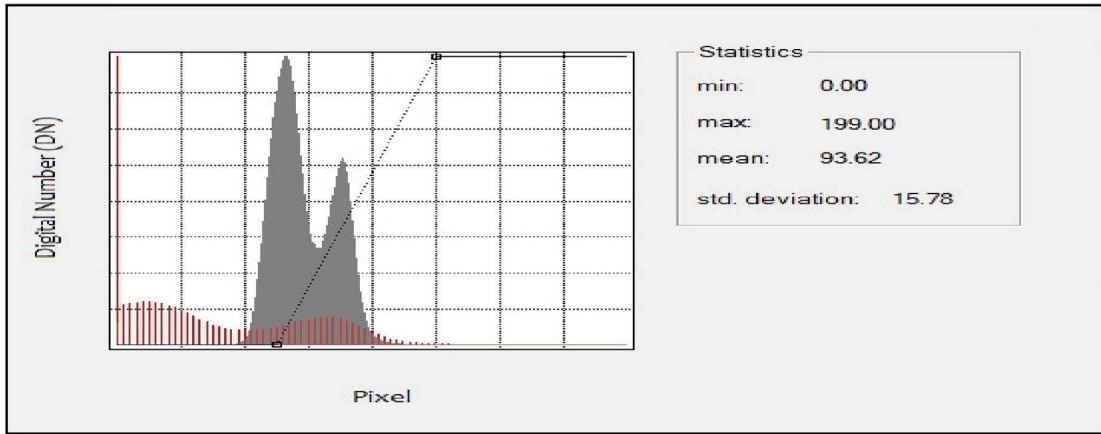 Digital Number (DN)
Pixel
Statistics
min: 0.00
max: 199.00
mean: 93.62
std. deviation: 15.78